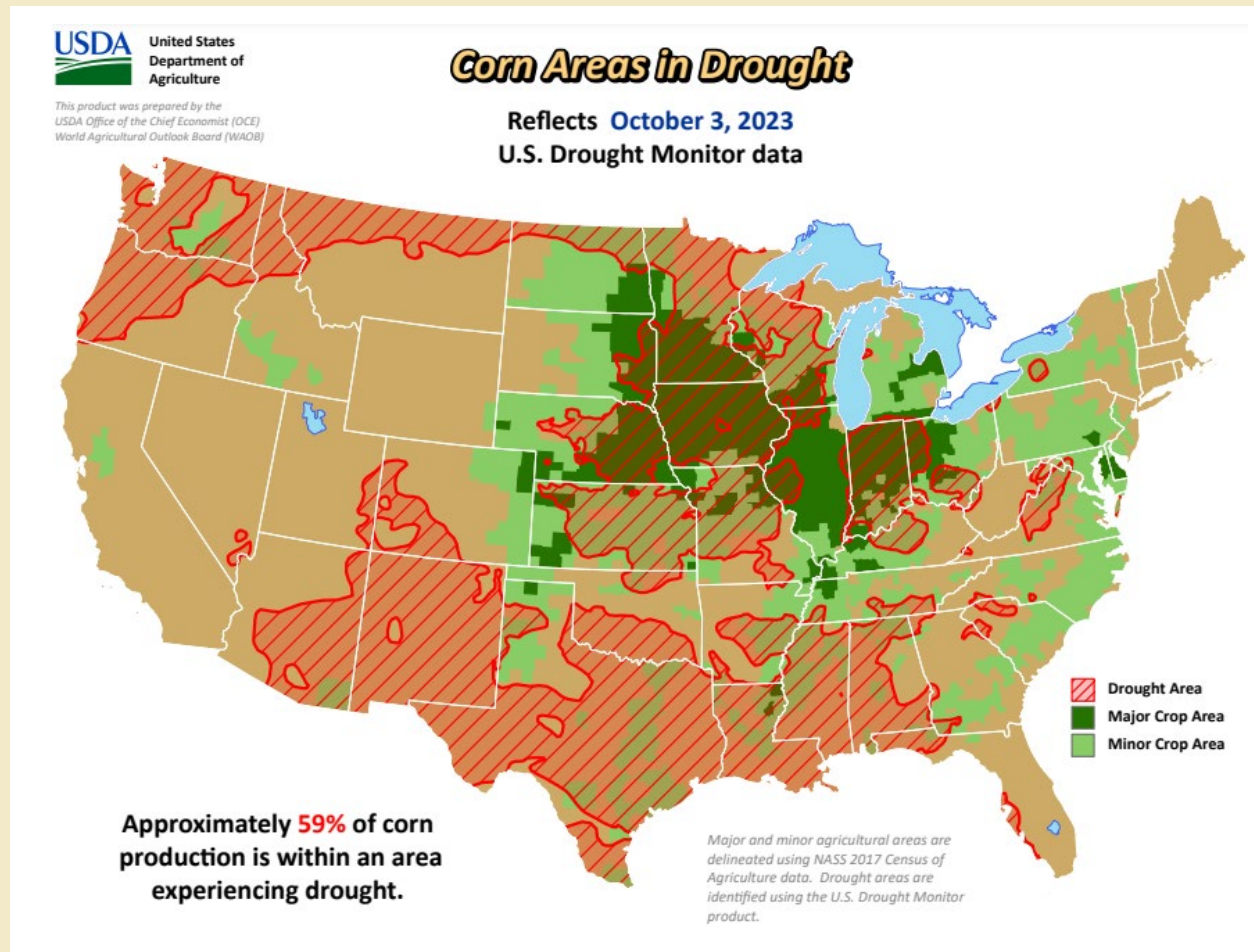 USDA
United States
Department of
Agriculture
This product was prepared by the
USDA Office of the Chief Economist (OCE)
World Agricultural Outlook Board (WAOB)
Corn Areas in Drought
Reflects October 3, 2023
U.S. Drought Monitor data
Drought Area
Major Crop Area
Minor Crop Area
Approximately 59% of corn
production is within an area
experiencing drought.
Major and minor agricultural areas are
delineated using NASS 2017 Census of
Agriculture data. Drought areas are
identified using the U.S. Drought Monitor
product.